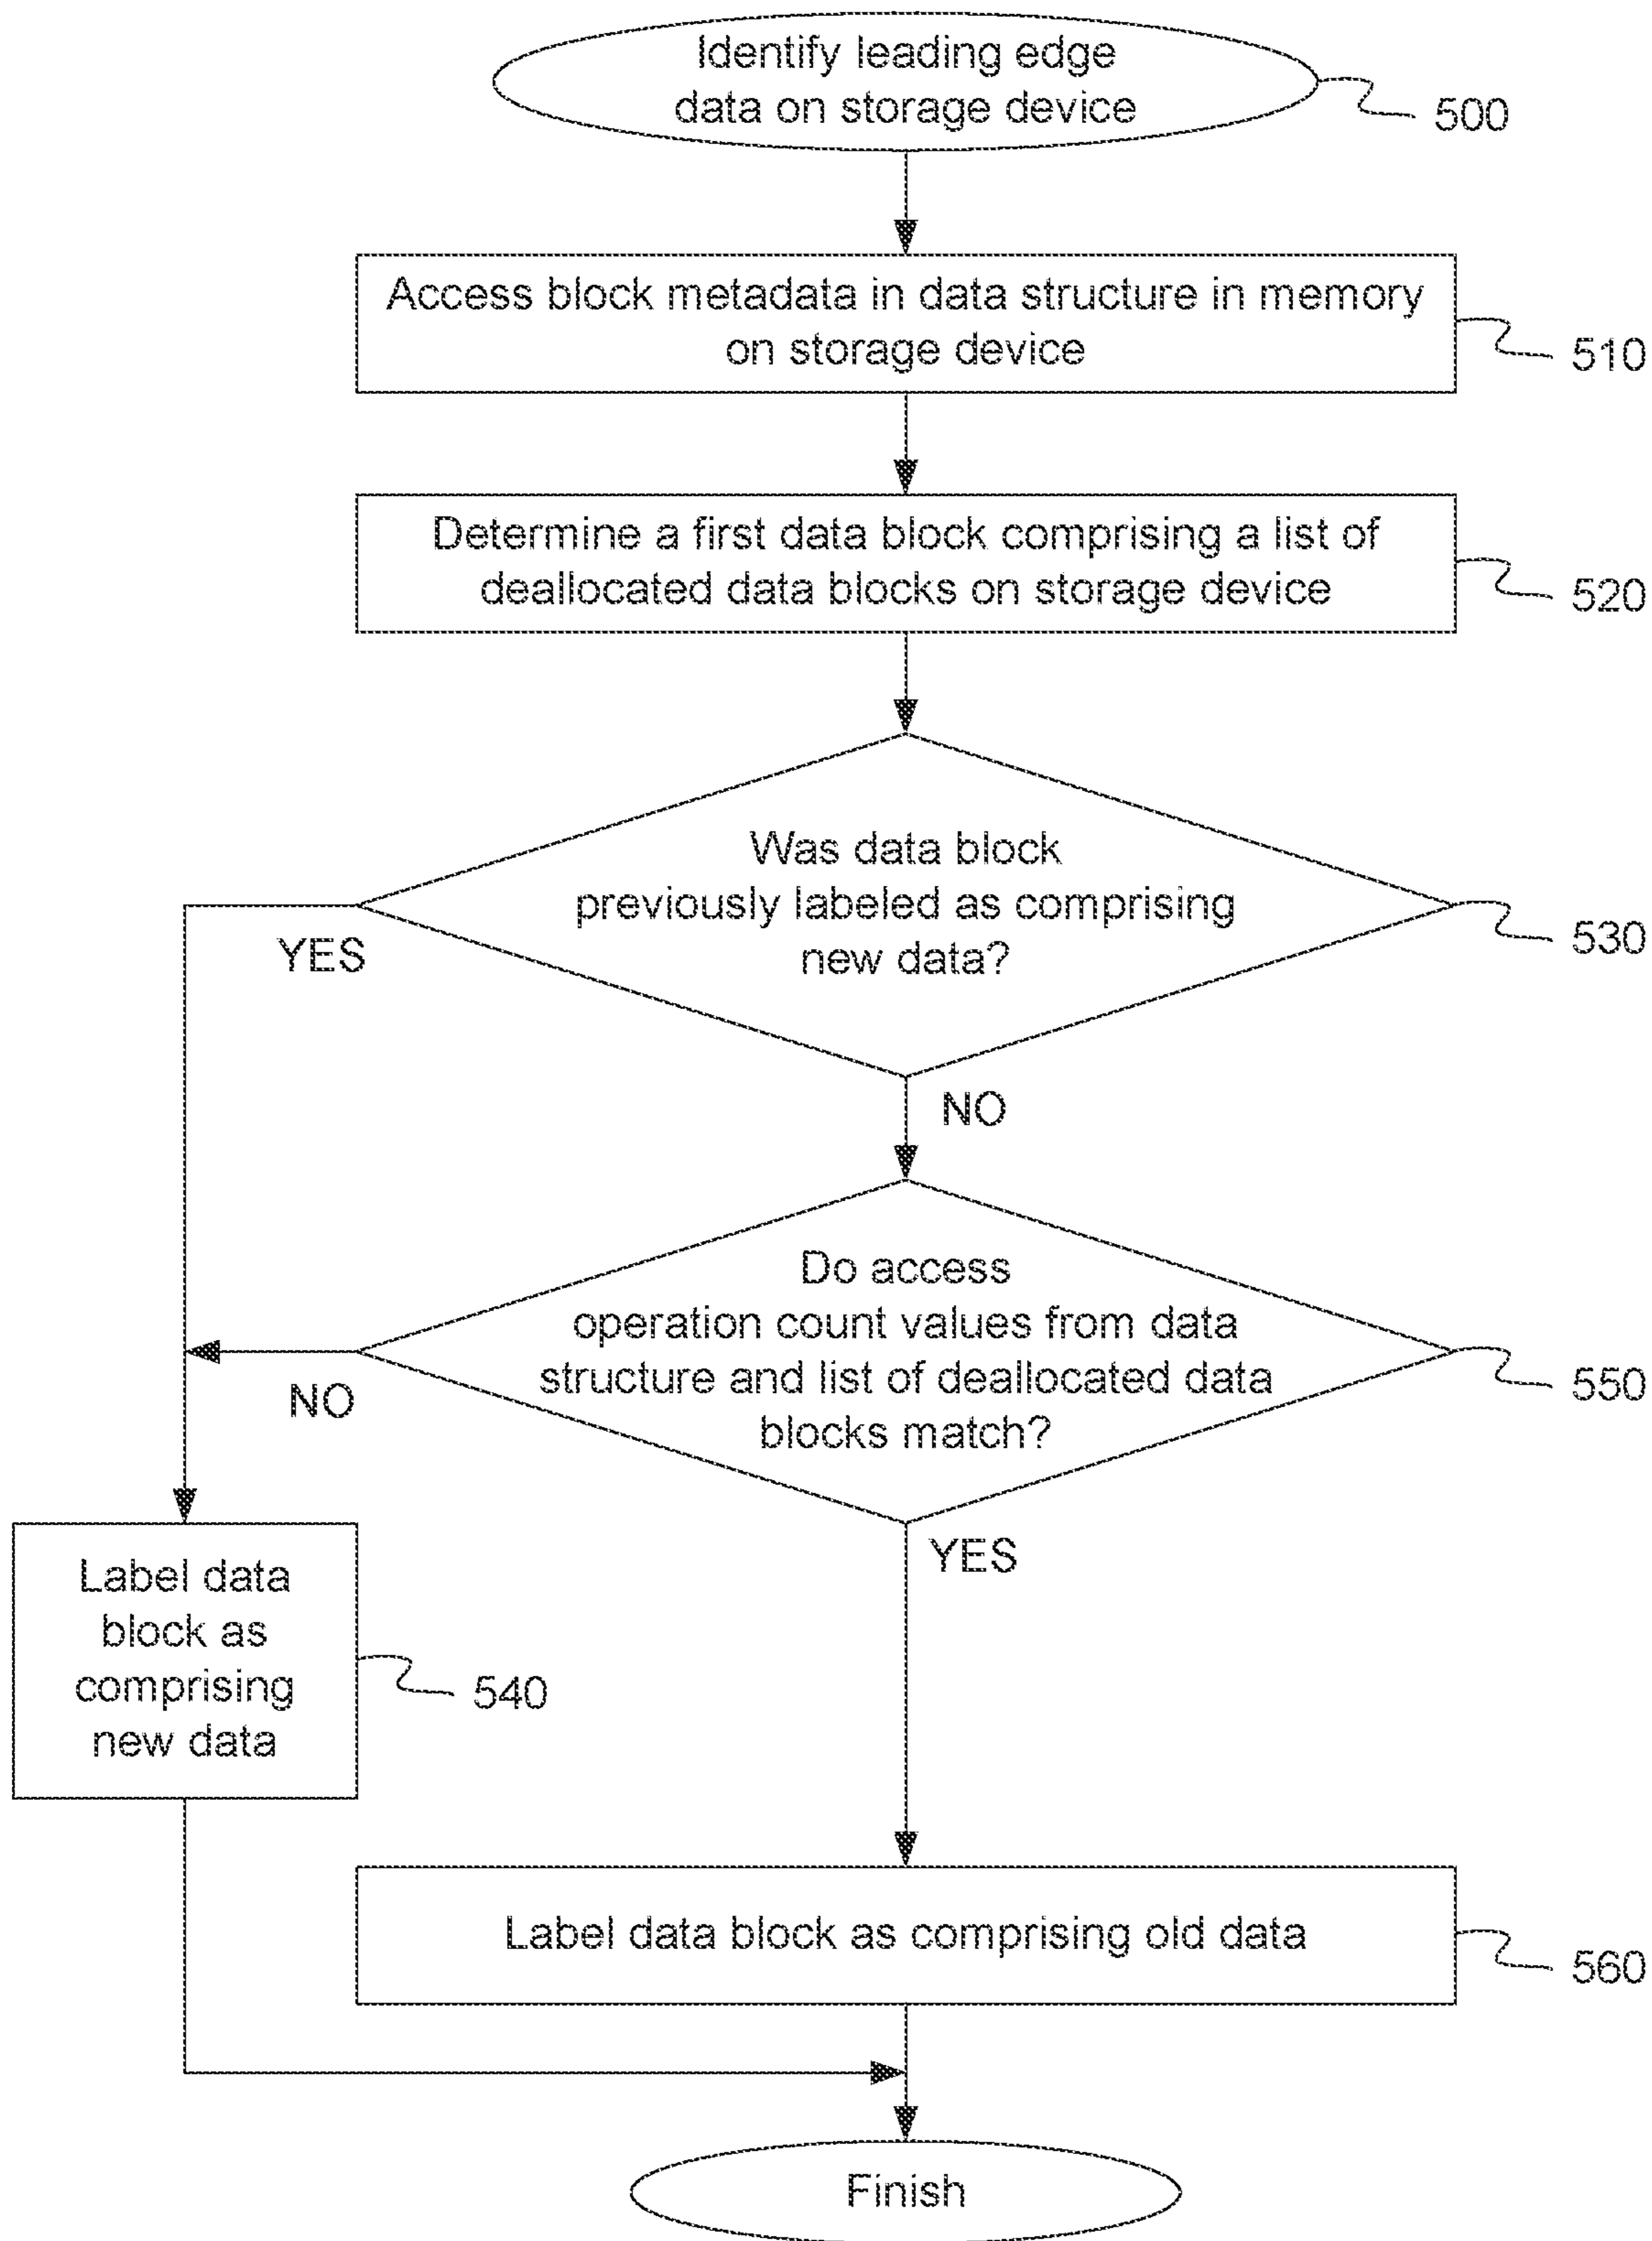 Identify leading edge
data on storage device
500
Access block metadata in data structure in memory
on storage device
510
Determine a first data block comprising a list of
deallocated data blocks on storage device
520
Was data block
previously labeled as comprising
new data?
530
YES
NO
Do access
operation count values from data
structure and list of deallocated data
blocks match?
550
NO
YES
Label data
block as
comprising
new data
540
Label data block as comprising old data
560
Finish